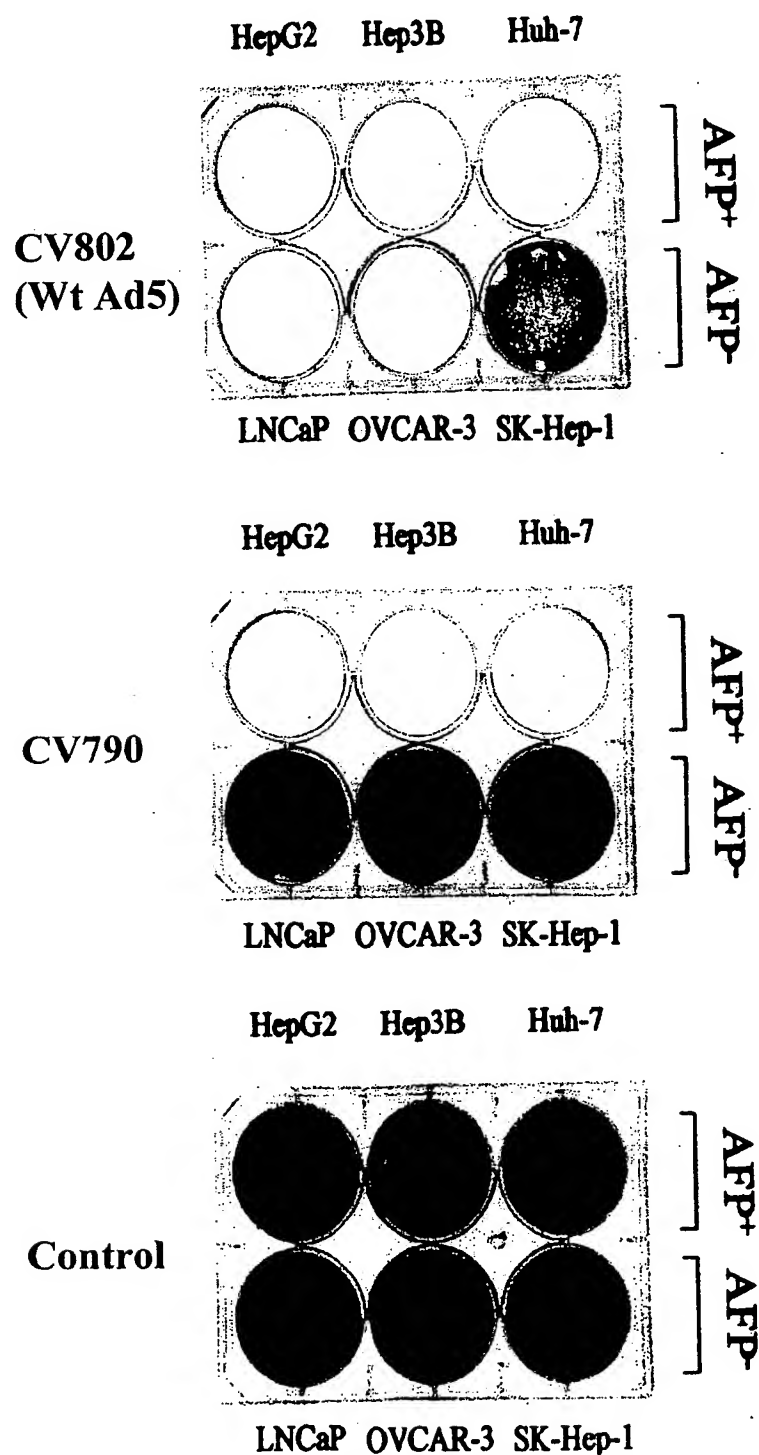 HepG2 Hep3B Huh-7
AFP+
CV802
(Wt Ad5)
AFP-
LNCaP OVCAR-3 SK-Hep-1
HepG2 Hep3B Huh-7
AFP+
CV790
AFP-
LNCaP OVCAR-3 SK-Hep-1
HepG2 Hep3B Huh-7
AFP+
Control
AFP-
LNCaP OVCAR-3 SK-Hep-1